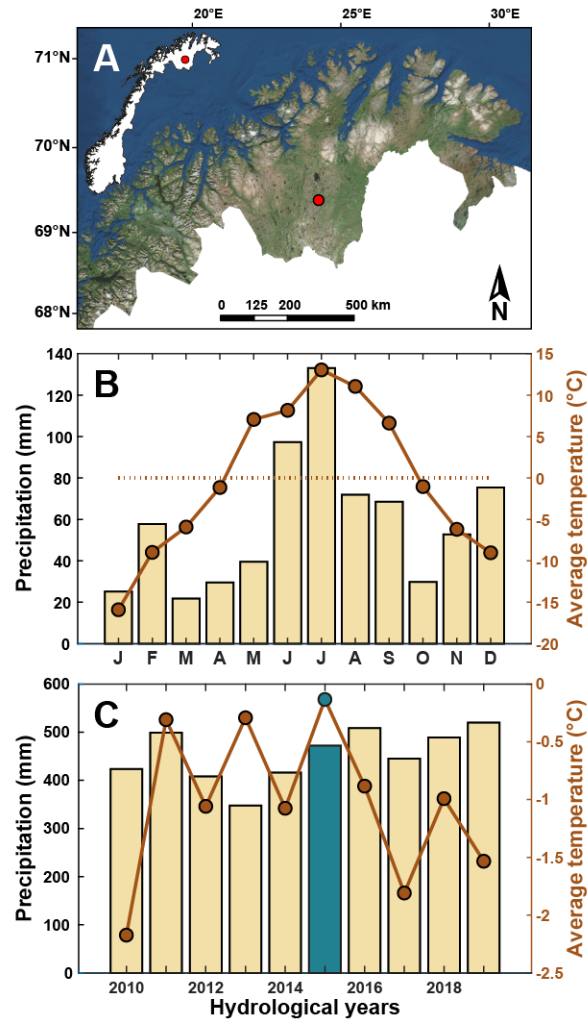 20°E 25°E 30°E
71°N
A
70°N
69°N
68°N
0 125 200 500 km
N
B
Precipitation (mm)
140
120
100
80
60
40
20
0
Average temperature (°C)
15
10
5
0
-5
-10
-15
-20
J F M A M J J A S O N D
C
Precipitation (mm)
600
500
400
300
200
100
0
Average temperature (°C)
0
-0.5
-1
-1.5
-2
-2.5
2010 2012 2014 2016 2018
Hydrological years